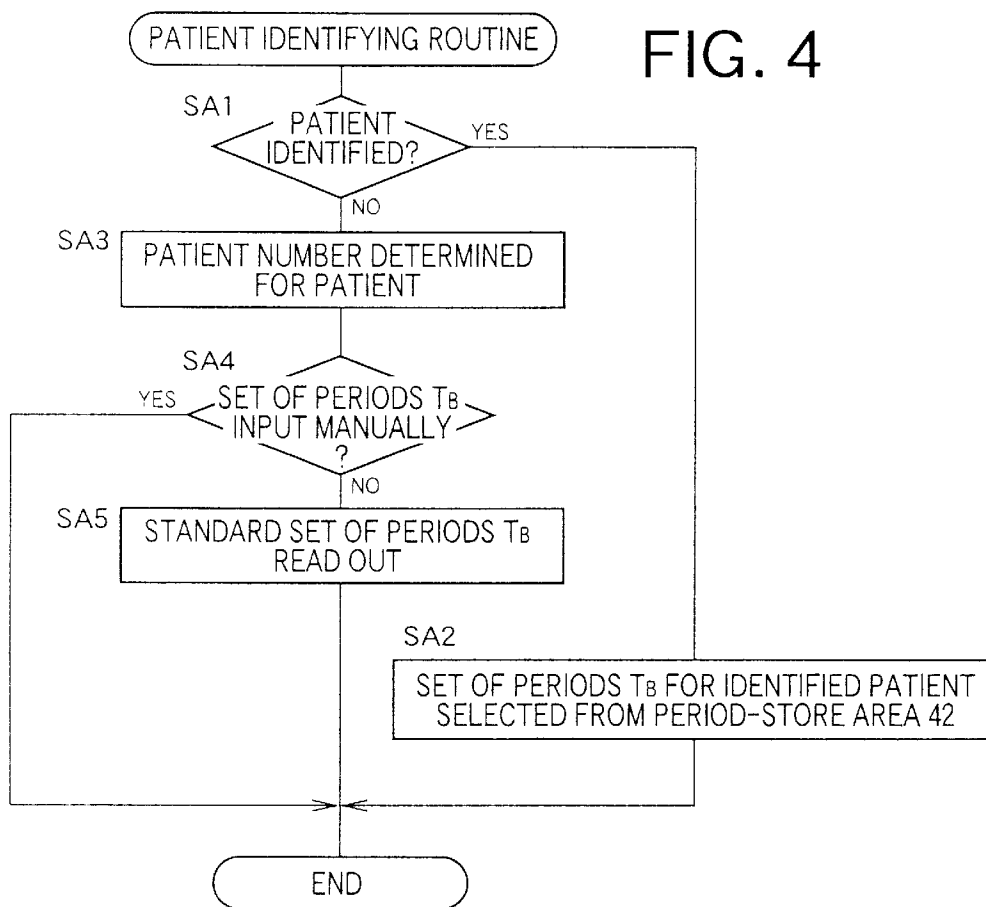 PATIENT IDENTIFYING ROUTINE
FIG. 4
SA1
PATIENT
IDENTIFIED?
YES
NO
SA3
PATIENT NUMBER DETERMINED
FOR PATIENT
SA4
YES
SET OF PERIODS TB
INPUT MANUALLY
?
NO
SA5
STANDARD SET OF PERIODS TB
READ OUT
SA2
SET OF PERIODS TB FOR IDENTIFIED PATIENT
SELECTED FROM PERIOD-STORE AREA 42
END